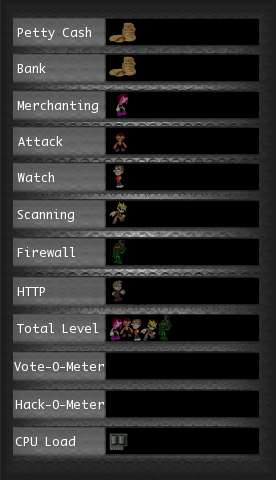 Petty Cash
Bank
Merchanting
Attack
Watch
Scanning
Firewall
HTTP
Total Level
Vote-O-Meter
Hack-O-Meter
CPU Load